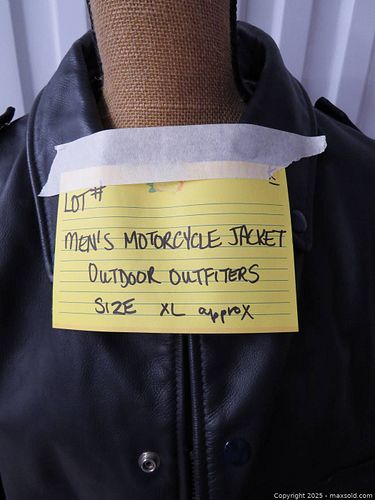 LOT #
MEN'S MOTORCYCLE JACKET
OUTDOOR OUTFITERS
SIZE XL approx
Copyright 2025 - maxsold.com